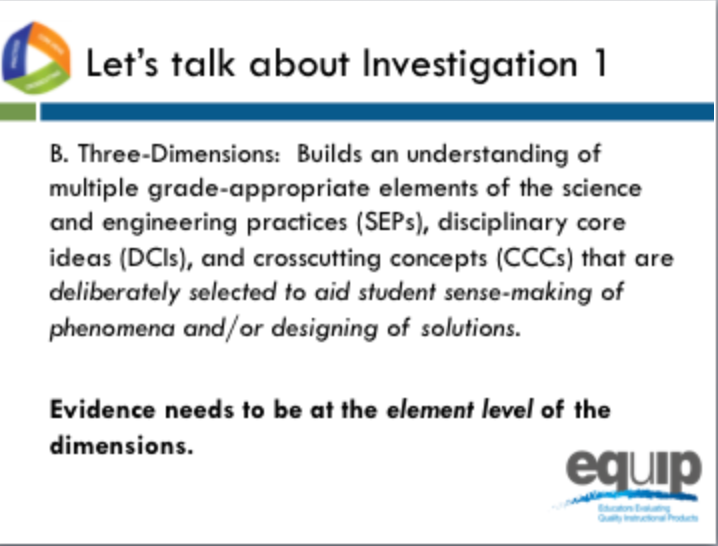 Let's talk about Investigation 1
B. Three-Dimensions: Builds an understanding of
multiple grade-appropriate elements of the science
and engineering practices (SEPs), disciplinary core
ideas (DCIs), and crosscutting concepts (CCCs) that are
deliberately selected to aid student sense-making of
phenomena and/or designing of solutions.
Evidence needs to be at the element level of the
dimensions.
equip
Educators Evaluating
Quality Instructional Products